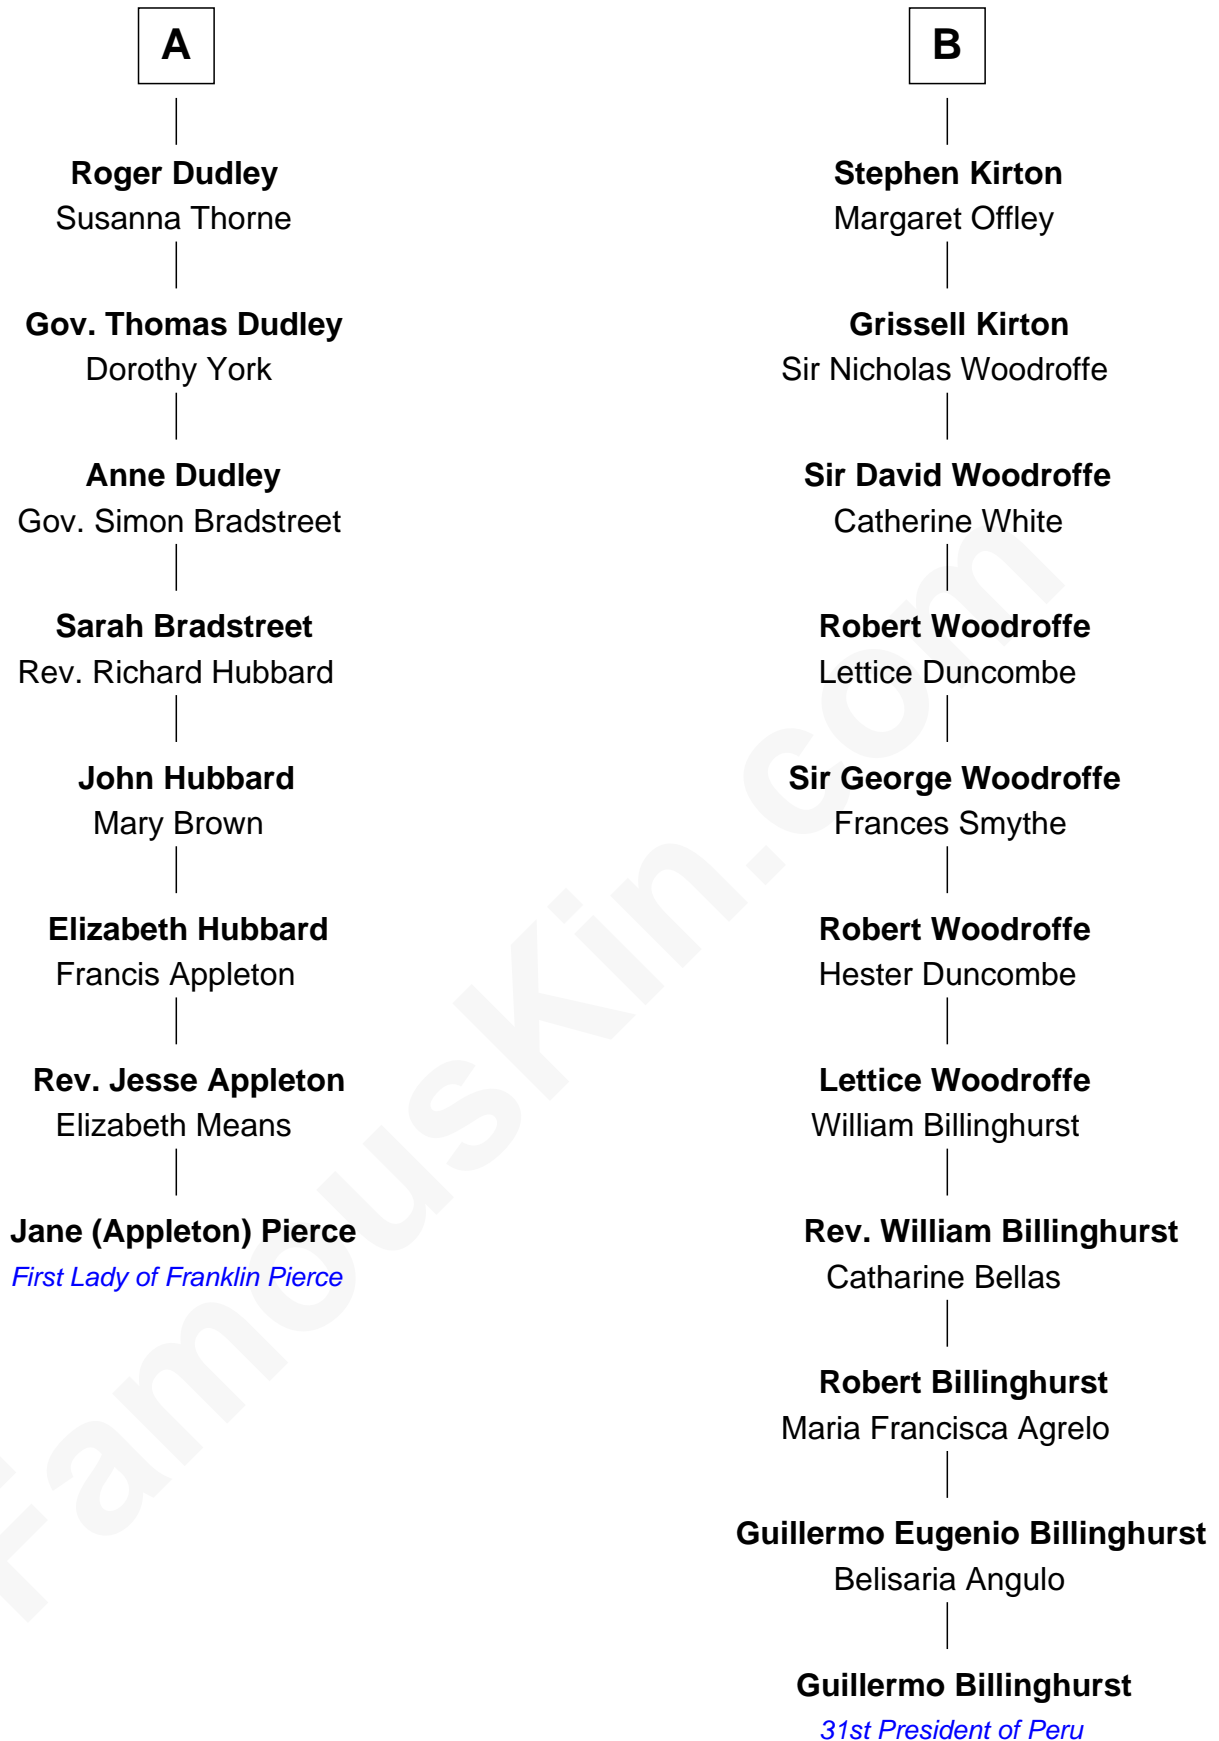 A
Roger Dudley
Susanna Thorne
Gov. Thomas Dudley
Dorothy York
Anne Dudley
Gov. Simon Bradstreet
Sarah Bradstreet
Rev. Richard Hubbard
John Hubbard
Mary Brown
Elizabeth Hubbard
Francis Appleton
Rev. Jesse Appleton
Elizabeth Means
Jane (Appleton) Pierce
First Lady of Franklin Pierce
B
Stephen Kirton
Margaret Offley
Grissell Kirton
Sir Nicholas Woodroffe
Sir David Woodroffe
Catherine White
Robert Woodroffe
Lettice Duncombe
Sir George Woodroffe
Frances Smythe
Robert Woodroffe
Hester Duncombe
Lettice Woodroffe
William Billinghurst
Rev. William Billinghurst
Catharine Bellas
Robert Billinghurst
Maria Francisca Agrelo
Guillermo Eugenio Billinghurst
Belisaria Angulo
Guillermo Billinghurst
31st President of Peru
FamousKin.com